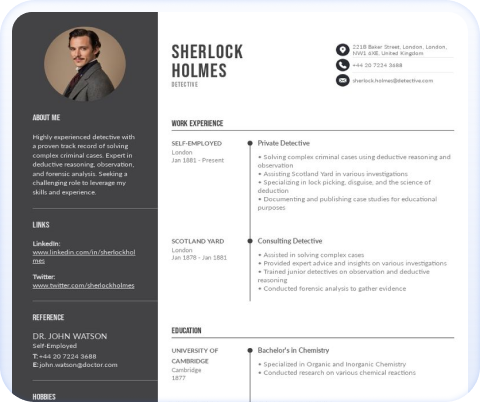 ABOUT ME
Highly experienced detective with
a proven track record of solving
complex criminal cases. Expert in
deductive reasoning, observation,
and forensic analysis. Seeking a
challenging role to leverage my
skills and experience.
LINKS
LinkedIn:
www.linkedin.com/in/sherlockhol
mes
Twitter:
www.twitter.com/sherlockholmes
REFERENCE
DR. JOHN WATSON
Self-Employed
T:+44 20 7224 3688
E:john.watson@doctor.com
HOBBIES
SHERLOCK
HOLMES
DETECTIVE
221B Baker Street, London, London,
NW1 6XE, United Kingdom
+44 20 7224 3688
sherlock.holmes@detective.com
WORK EXPERIENCE
SELF-EMPLOYED
London
Jan 1881 - Present
Private Detective
• Solving complex criminal cases using deductive reasoning and
observation
• Assisting Scotland Yard in various investigations
• Specializing in lock picking, disguise, and the science of
deduction
• Documenting and publishing case studies for educational
purposes
SCOTLAND YARD
London
Jan 1878 - Jan 1881
Consulting Detective
• Assisted in solving complex cases
• Provided expert advice and insights on various investigations
• Trained junior detectives on observation and deductive
reasoning
• Conducted forensic analysis to gather evidence
EDUCATION
UNIVERSITY OF
CAMBRIDGE
Cambridge
1877
Bachelor's in Chemistry
• Specialized in Organic and Inorganic Chemistry
• Conducted research on various chemical reactions